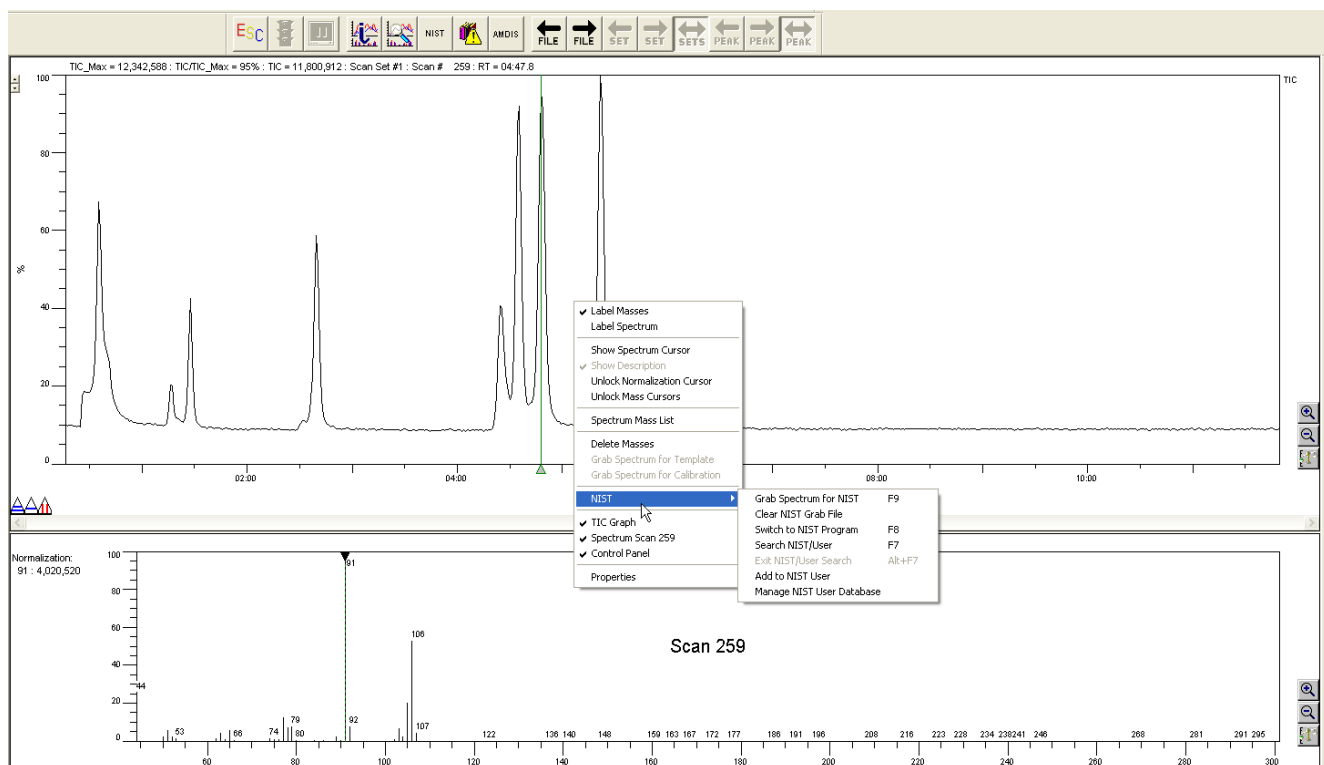 ESC JJ NIST AMDIS FILE FILE SET SET SETS PEAK PEAK PEAK
TIC_Max = 12,342,588 : TIC/TIC_Max = 95% : TIC = 11,800,912 : Scan Set #1 : Scan # 259 : RT = 04:47.8
TIC
100
80
60
%
40
20
0
02:00 04:00 08:00 10:00
Label Masses
Label Spectrum
Show Spectrum Cursor
Show Description
Unlock Normalization Cursor
Unlock Mass Cursors
Spectrum Mass List
Delete Masses
Grab Spectrum for Template
Grab Spectrum for Calibration
NIST
TIC Graph
Spectrum Scan 259
Control Panel
Properties
Grab Spectrum for NIST F9
Clear NIST Grab File
Switch to NIST Program F8
Search NIST/User F7
Exit NIST/User Search Alt+F7
Add to NIST User
Manage NIST User Database
Normalization:
91 : 4,020,520
100
91
80
60
106
Scan 259
40
44
20
53 66 74 79 80 92 107 122 136 140 148 159 163 167 172 177 186 191 196 208 216 223 228 234 238 241 246 268 281 291 295
0
60 80 100 120 140 160 180 200 220 240 260 280 300